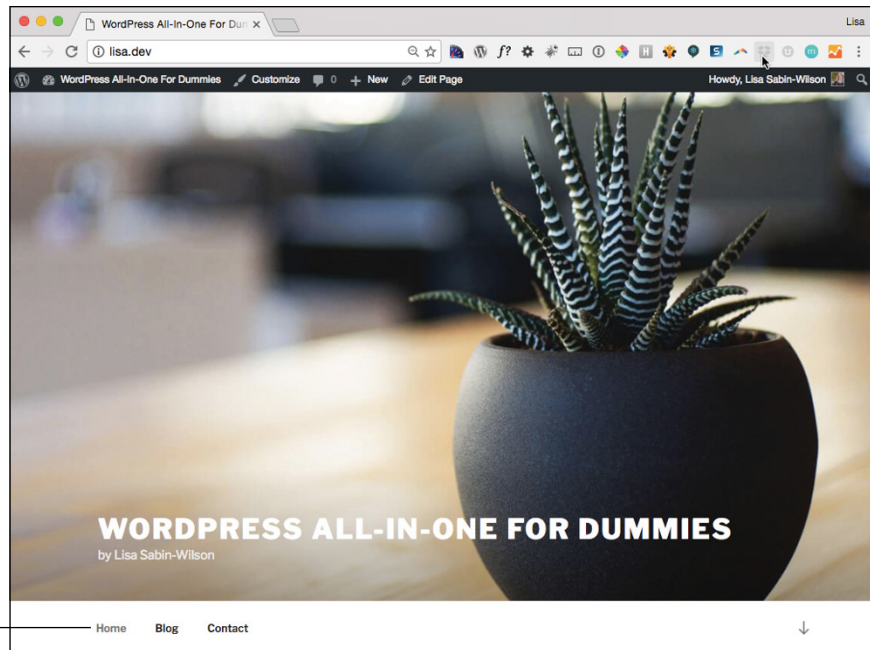 WordPress All-In-One For Dum
Lisa
lisa.dev
WordPress All-In-One For Dummies Customize 0 New Edit Page Howdy, Lisa Sabin-Wilson
WORDPRESS ALL-IN-ONE FOR DUMMIES
by Lisa Sabin-Wilson
Home Blog Contact